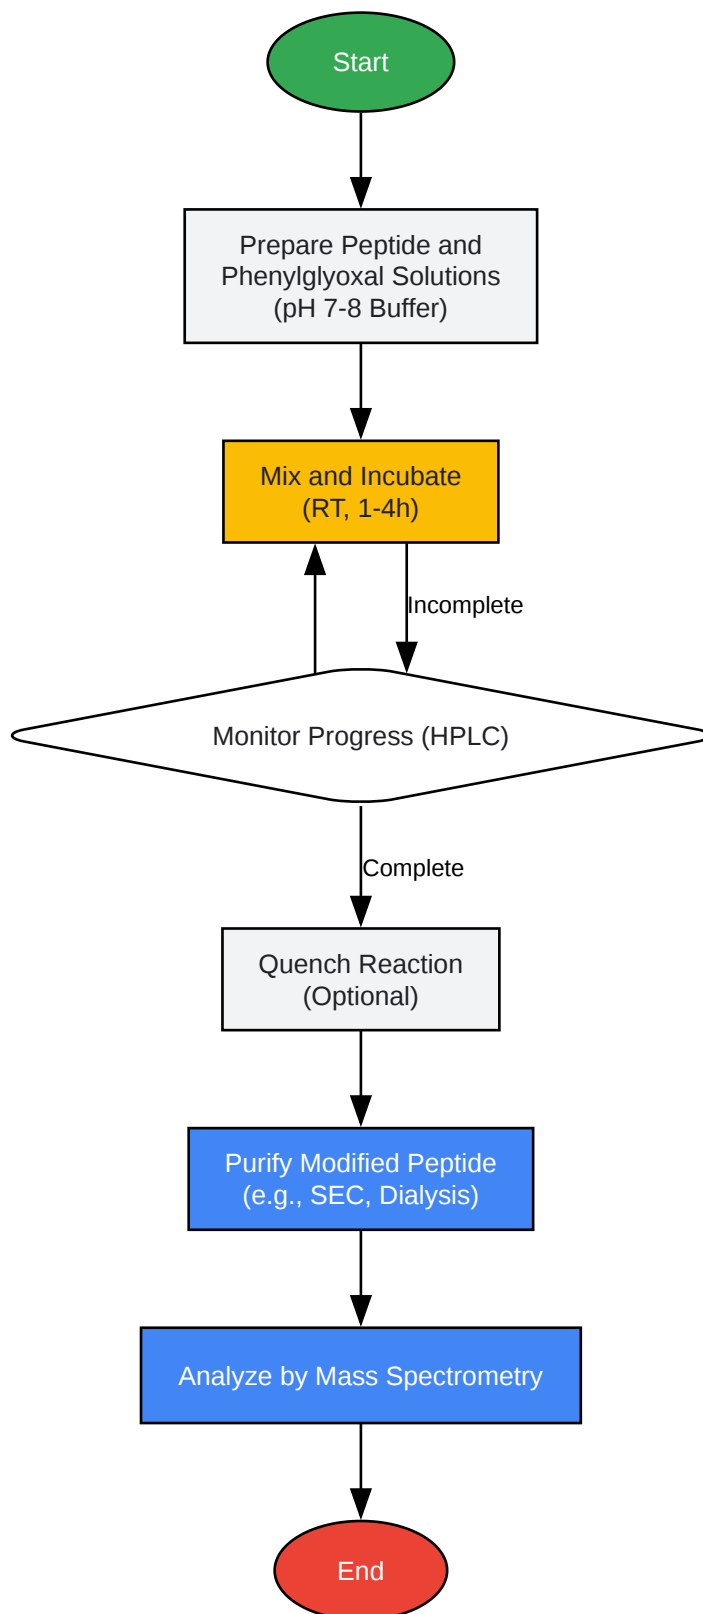 Start
Prepare Peptide and
Phenylglyoxal Solutions
(pH 7-8 Buffer)
Mix and Incubate
(RT, 1-4h)
Incomplete
Monitor Progress (HPLC)
Complete
Quench Reaction
(Optional)
Purify Modified Peptide
(e.g., SEC, Dialysis)
Analyze by Mass Spectrometry
End